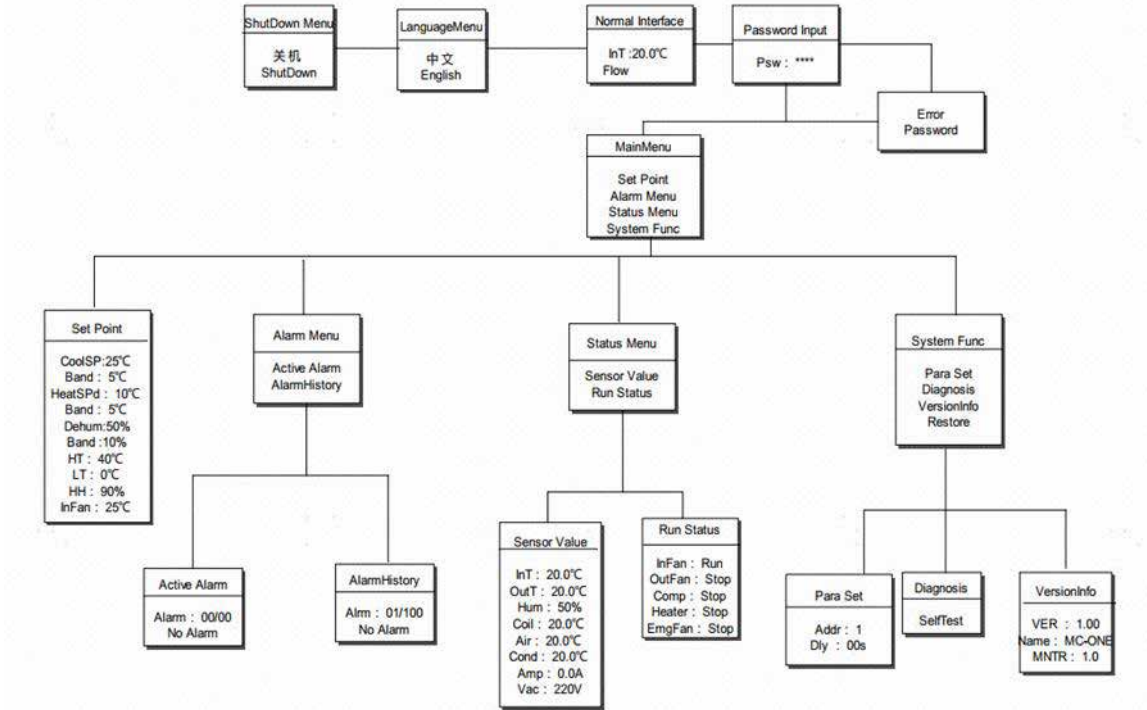 ShutDown Menu
关机
ShutDown
LanguageMenu
中文
English
Normal Interface
InT :20.0℃
Flow
Password Input
Psw : ****
Error
Password
MainMenu
Set Point
Alarm Menu
Status Menu
System Func
Set Point
CoolSP:25℃
Band : 5℃
HeatSPd : 10℃
Band : 5℃
Dehum:50%
Band :10%
HT : 40℃
LT : 0℃
HH : 90%
InFan : 25℃
Alarm Menu
Active Alarm
AlarmHistory
Status Menu
Sensor Value
Run Status
System Func
Para Set
Diagnosis
VersionInfo
Restore
Active Alarm
Alarm : 00/00
No Alarm
AlarmHistory
Alrm : 01/100
No Alarm
Sensor Value
InT : 20.0℃
OutT : 20.0℃
Hum : 50%
Coil : 20.0℃
Air : 20.0℃
Cond : 20.0℃
Amp : 0.0A
Vac : 220V
Run Status
InFan : Run
OutFan : Stop
Comp : Stop
Heater : Stop
EmgFan : Stop
Para Set
Addr : 1
Dly : 00s
Diagnosis
SelfTest
VersionInfo
VER : 1.00
Name : MC-ONE
MNTR : 1.0